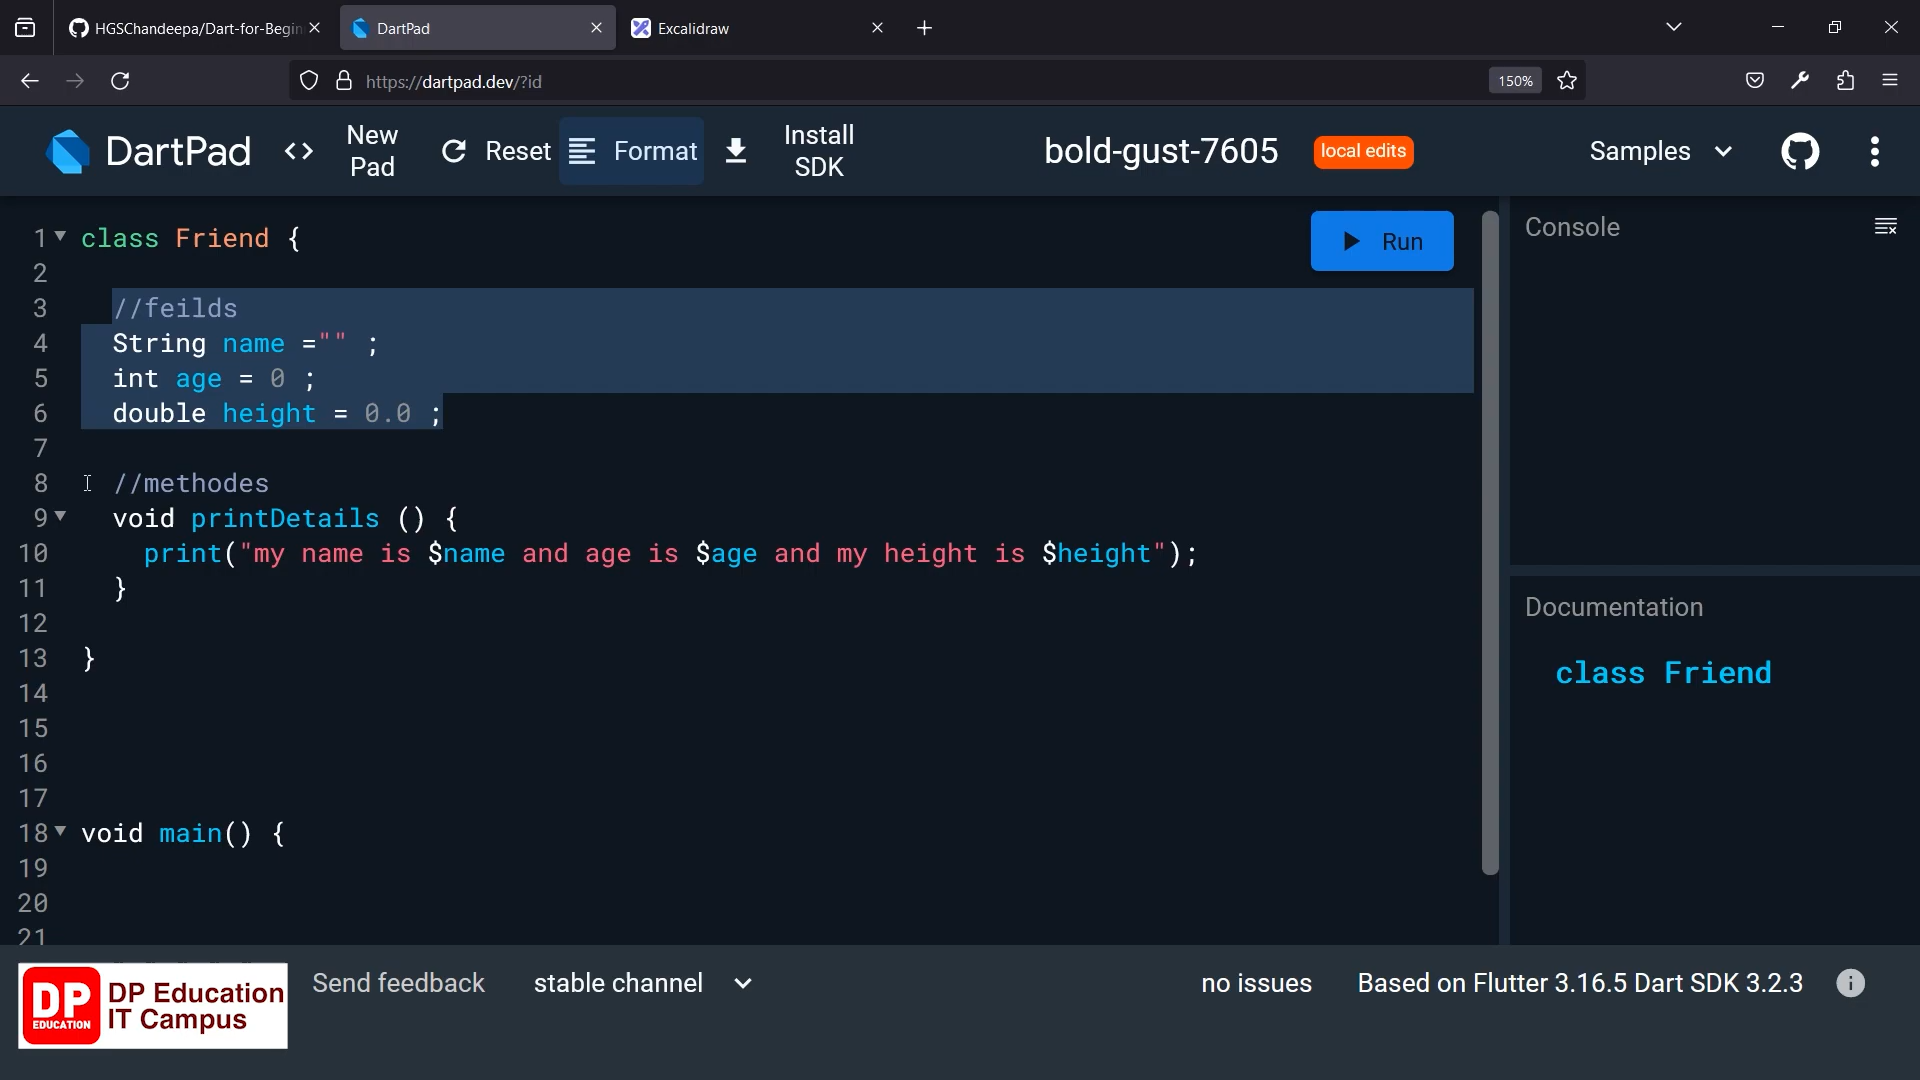 HGSChandeepa/Dart-for-Begin
DartPad
Excalidraw
https://dartpad.dev/?id
150%
DartPad
New Pad
Reset
Format
Install SDK
bold-gust-7605
local edits
Samples
Run
Console
1 class Friend {
2
3 //feilds
4 String name ="" ;
5 int age = 0 ;
6 double height = 0.0 ;
7
8 //methodes
9 void printDetails () {
10 print("my name is $name and age is $age and my height is $height");
11 }
12
13 }
14
15
16
17
18 void main() {
19
20
21
Documentation
class Friend
DP EDUCATION
DP Education
IT Campus
Send feedback
stable channel
no issues
Based on Flutter 3.16.5 Dart SDK 3.2.3